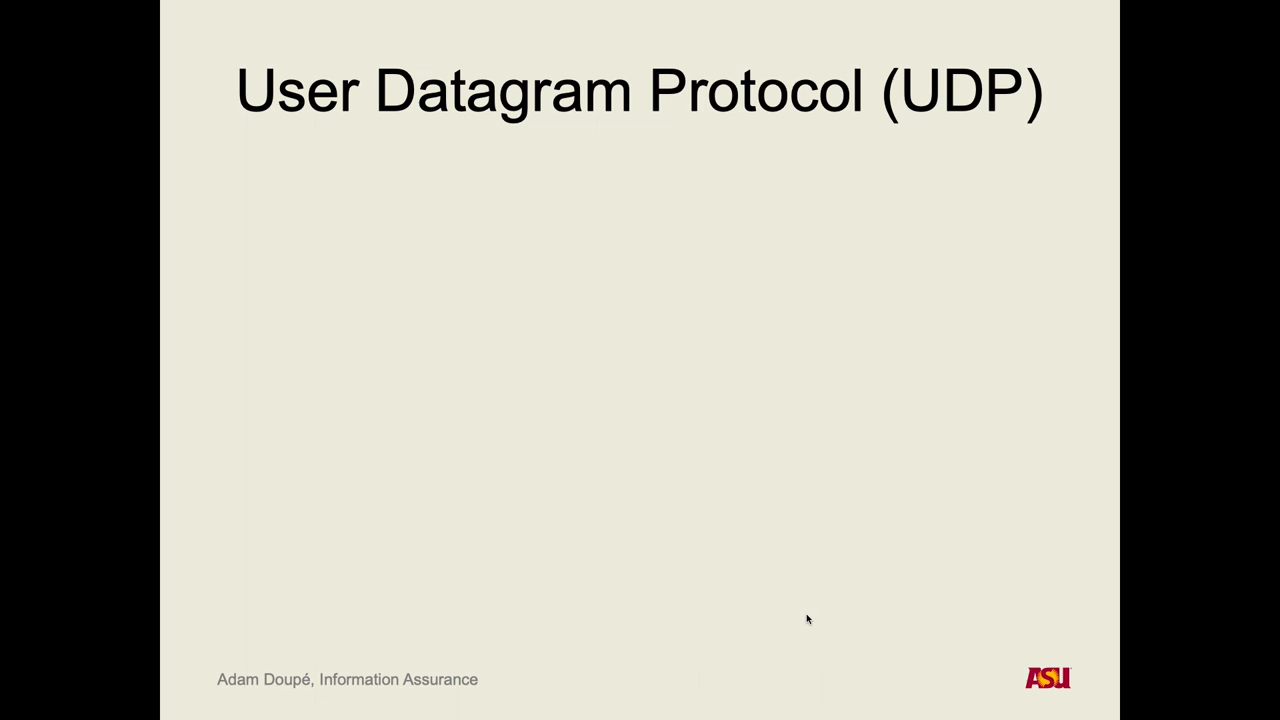 User Datagram Protocol (UDP)
Adam Doupé, Information Assurance
ASU